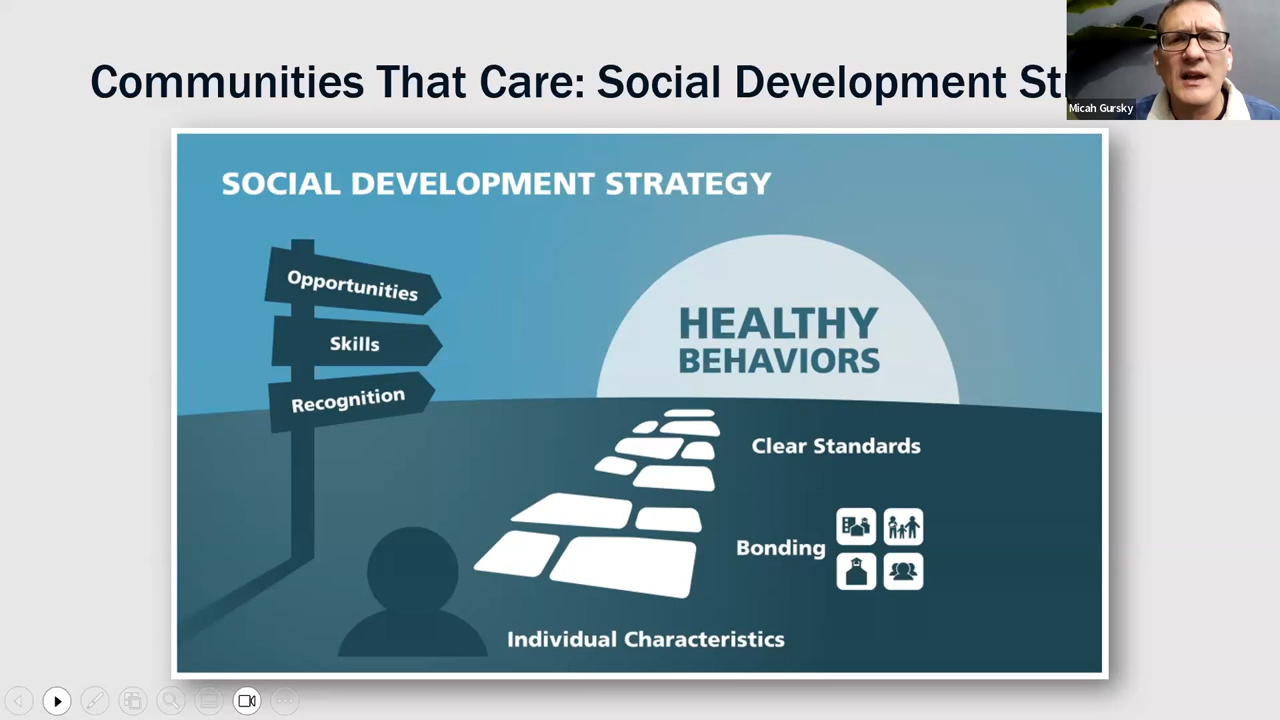 Communities That Care: Social Development St
Micah Gursky
SOCIAL DEVELOPMENT STRATEGY
Opportunities
Skills
Recognition
HEALTHY
BEHAVIORS
Clear Standards
Bonding
Individual Characteristics